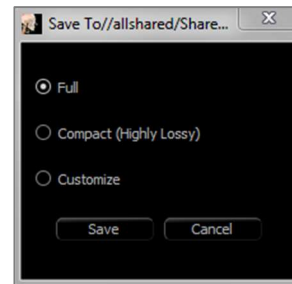 Save To//allshared/Share...
Full
Compact (Highly Lossy)
Customize
Save Cancel